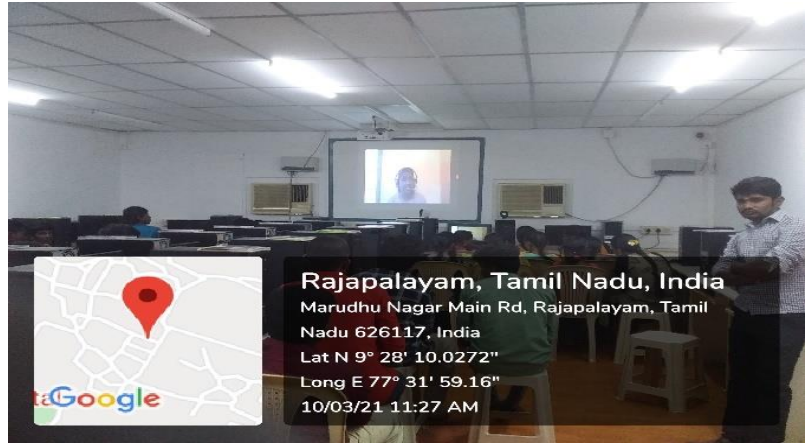 Rajapalayam, Tamil Nadu, India
Marudhu Nagar Main Rd, Rajapalayam, Tamil
Nadu 626117, India
Lat N 9° 28' 10.0272"
Long E 77° 31' 59.16"
10/03/21 11:27 AM
Google